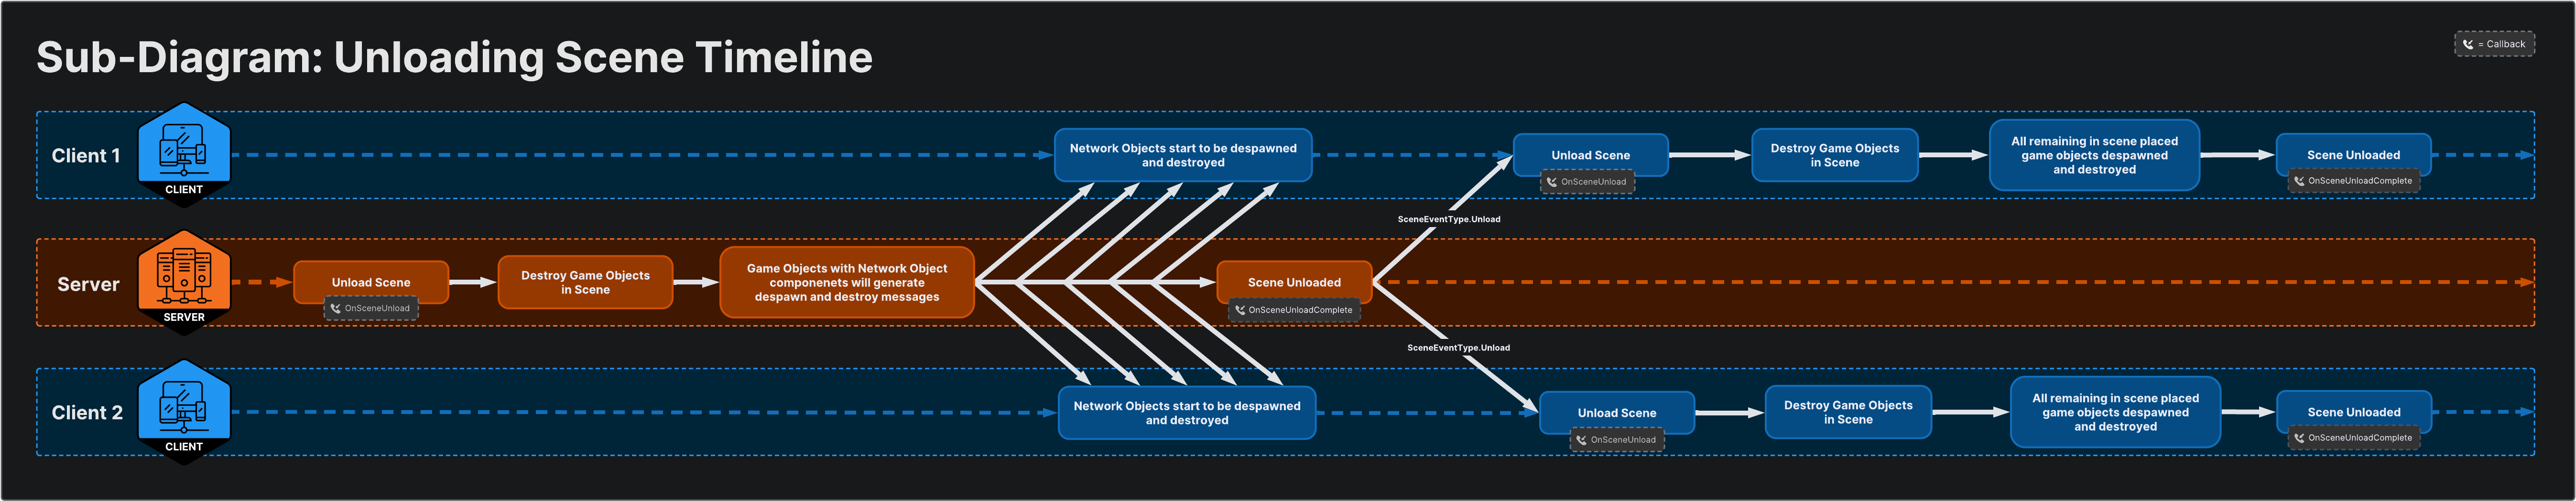 Sub-Diagram: Unloading Scene Timeline
= Callback
Client 1
CLIENT
Network Objects start to be despawned
and destroyed
Unload Scene
OnSceneUnload
Destroy Game Objects
in Scene
All remaining in scene placed
game objects despawned
and destroyed
Scene Unloaded
OnSceneUnloadComplete
SceneEventType.Unload
Server
SERVER
Unload Scene
OnSceneUnload
Destroy Game Objects
in Scene
Game Objects with Network Object
componenets will generate
despawn and destroy messages
Scene Unloaded
OnSceneUnloadComplete
SceneEventType.Unload
Client 2
CLIENT
Network Objects start to be despawned
and destroyed
Unload Scene
OnSceneUnload
Destroy Game Objects
in Scene
All remaining in scene placed
game objects despawned
and destroyed
Scene Unloaded
OnSceneUnloadComplete